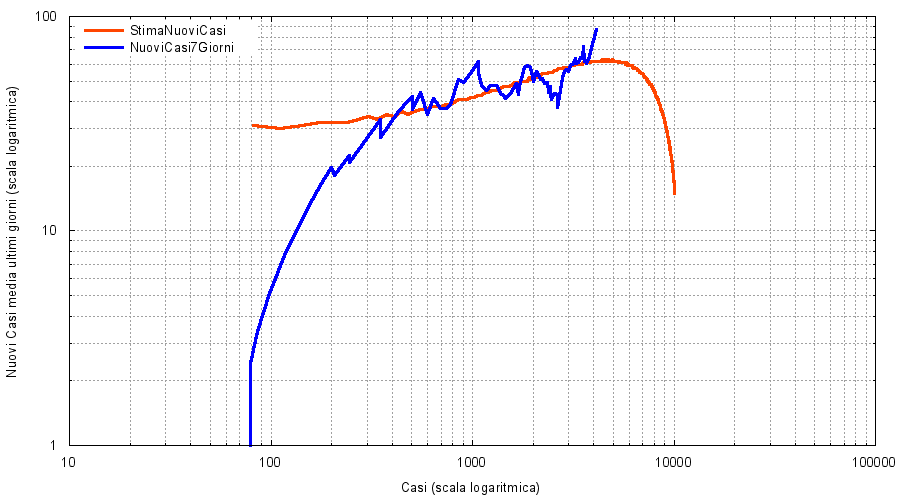 StimaNuoviCasi
NuoviCasi7Giorni
Nuovi Casi media ultimi giorni (scala logaritmica)
100
10
1
10
100
1000
10000
100000
Casi (scala logaritmica)